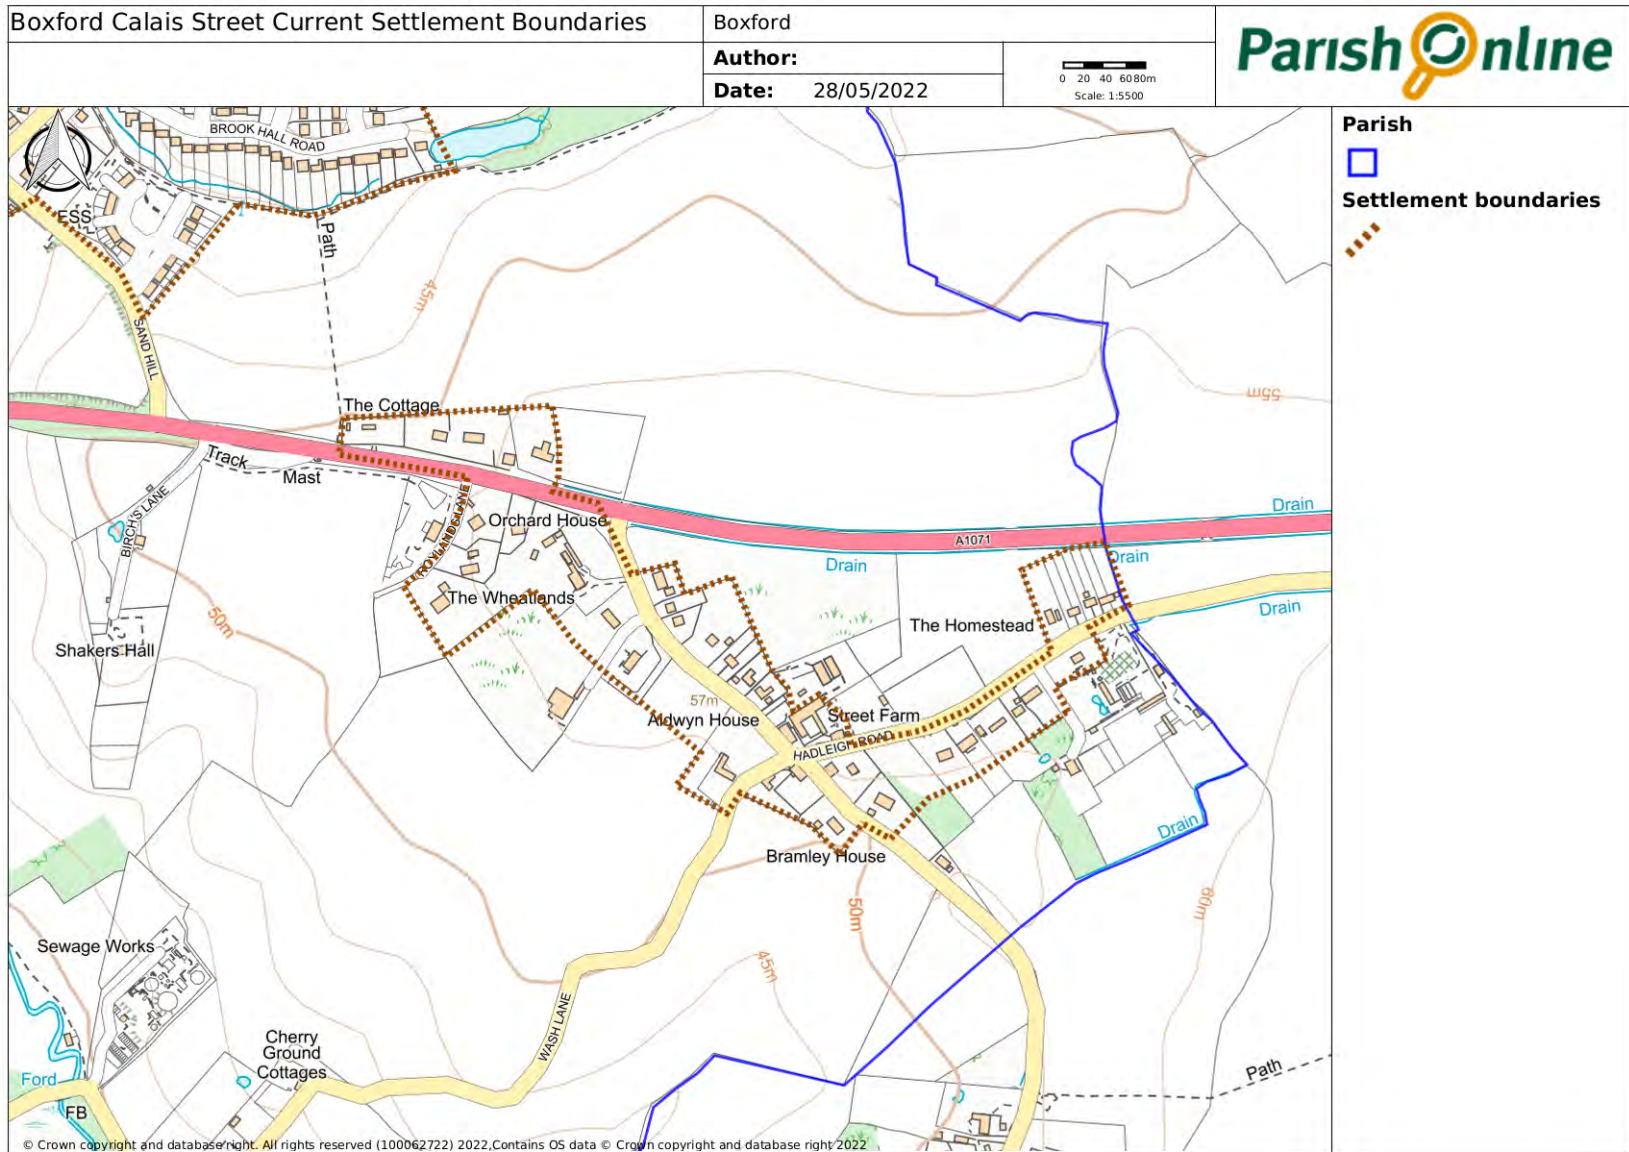 Boxford Calais Street Current Settlement Boundaries
Boxford
Author:
Date: 28/05/2022
0 20 40 60 80m
Scale: 1:5500
Parish Online
Parish
Settlement boundaries
BROOK HALL ROAD
ESS
Path
45m
SAND HILL
55m
The Cottage
Track
Mast
BIRCH'S LANE
ROYLANDS LANE
Orchard House
Drain
A1071
Drain
Drain
Drain
The Wheatlands
50m
Shakers Hall
The Homestead
57m
Aldwyn House
Street Farm
HADLEIGH ROAD
Drain
Bramley House
50m
60m
Sewage Works
45m
WASH LANE
Cherry
Ground
Cottages
Ford
FB
Path
© Crown copyright and database right. All rights reserved (100062722) 2022,Contains OS data © Crown copyright and database right 2022